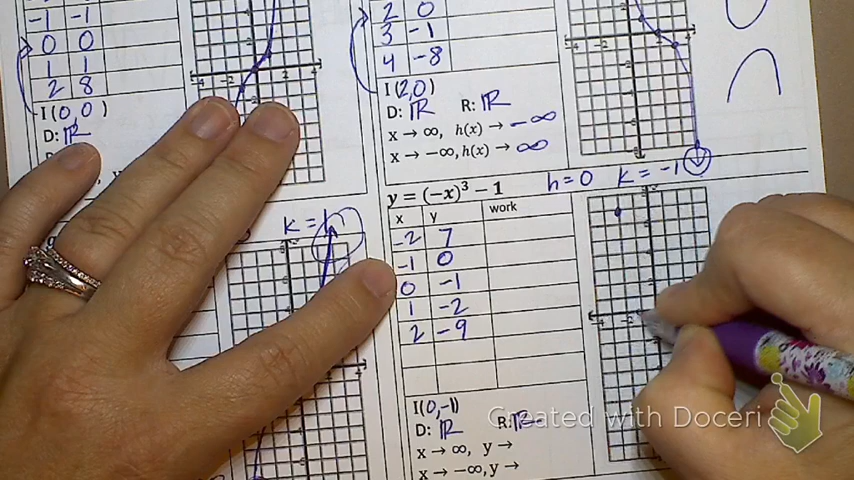 -1 -1
0 0
1 1
2 8
I (0,0)
D: ℝ
k = 1
2 0
3 -1
4 -8
I (2,0)
D: ℝ R: ℝ
x → ∞, h(x) → -∞
x → -∞, h(x) → ∞
y = (-x)³ - 1 h=0 k = -1
x y work
-2 7
-1 0
0 -1
1 -2
2 -9
I(0,-1)
D: ℝ R: ℝ
x → ∞, y →
x → -∞, y →
Created with Doceri